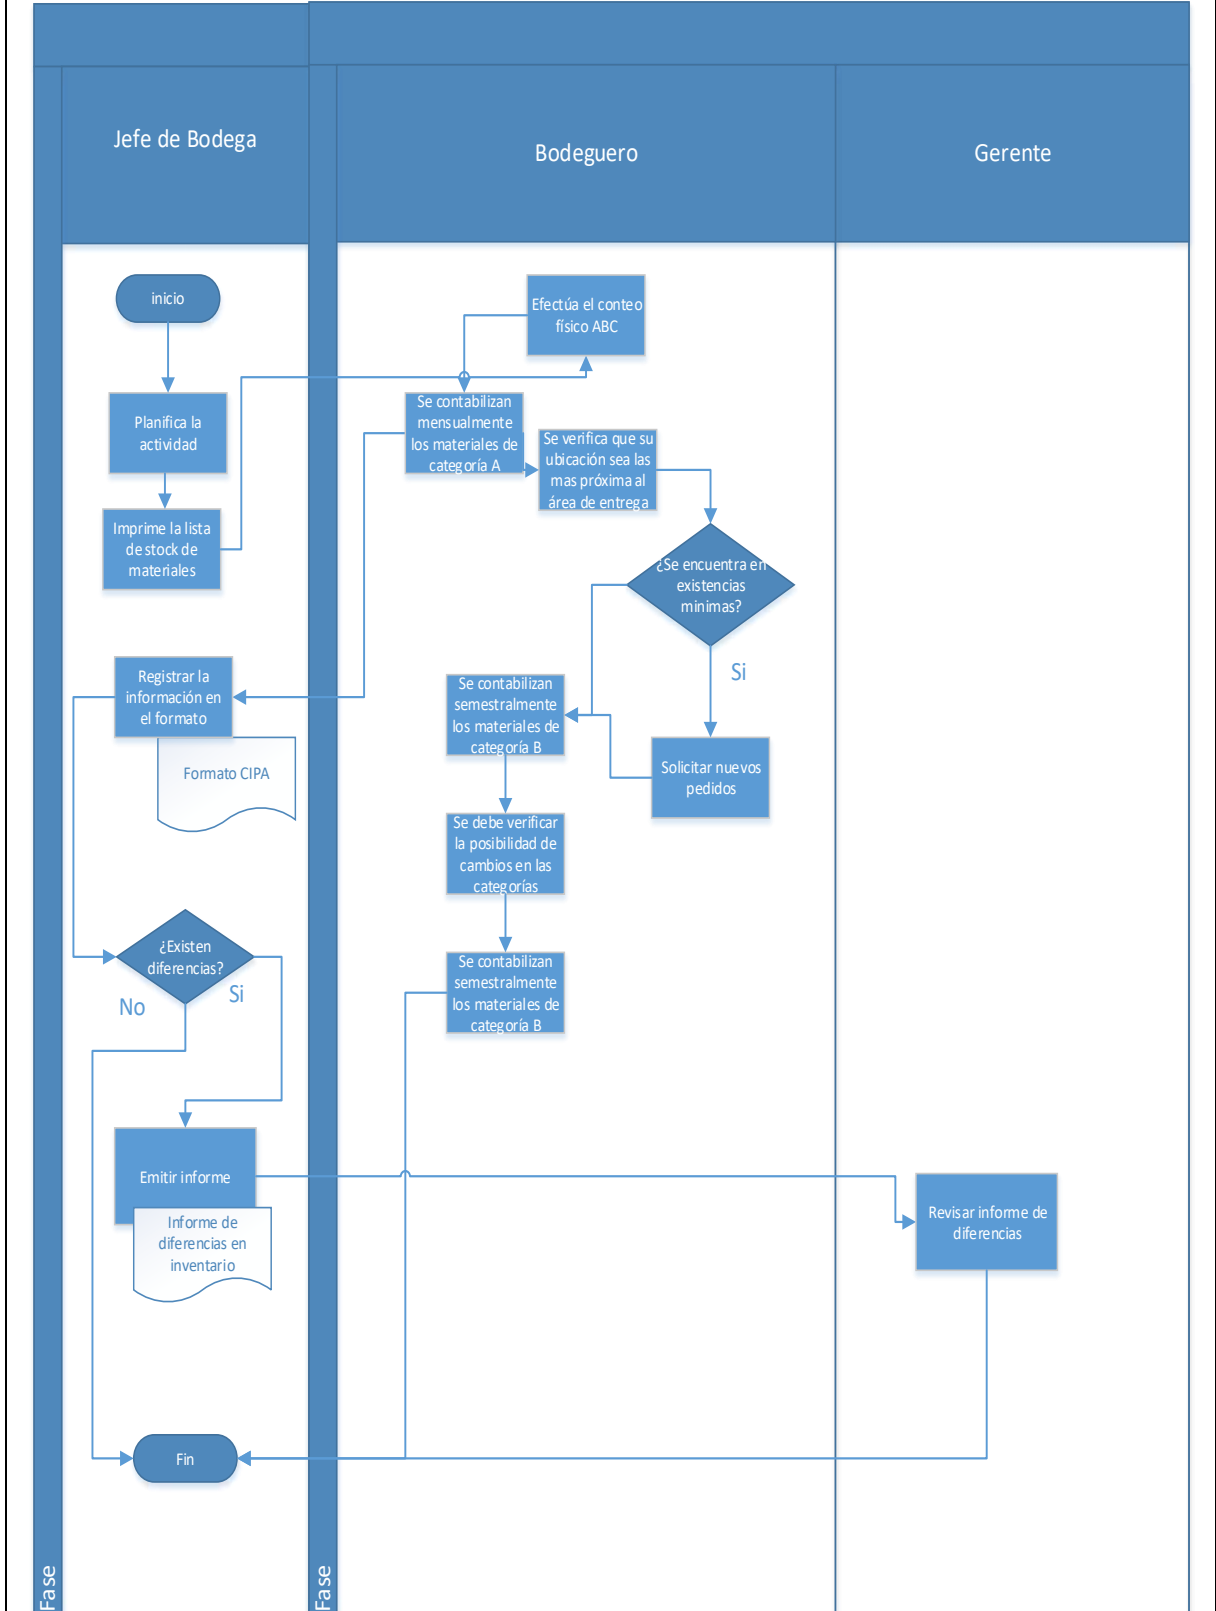 Jefe de Bodega
Bodeguero
Gerente
inicio
Planifica la
actividad
Imprime la lista
de stock de
materiales
Efectúa el conteo
físico ABC
Se contabilizan
mensualmente
los materiales de
categoría A
Se verifica que su
ubicación sea las
mas próxima al
área de entrega
¿Se encuentra en
existencias
minimas?
Si
Solicitar nuevos
pedidos
Se contabilizan
semestralmente
los materiales de
categoría B
Se debe verificar
la posibilidad de
cambios en las
categorías
Se contabilizan
semestralmente
los materiales de
categoría B
Registrar la
información en
el formato
Formato CIPA
¿Existen
diferencias?
No
Si
Emitir informe
Informe de
diferencias en
inventario
Revisar informe de
diferencias
Fin
Fase
Fase